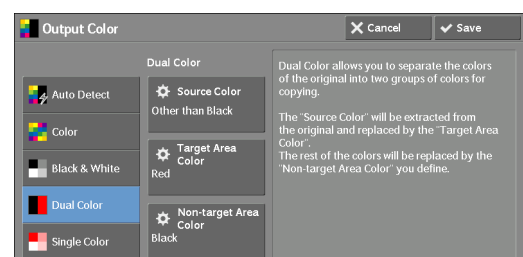 Output Color
Cancel
Save
Auto Detect
Color
Black & White
Dual Color
Single Color
Dual Color
Source Color
Other than Black
Target Area
Color
Red
Non-target Area
Color
Black
Dual Color allows you to separate the colors
of the original into two groups of colors for
copying.
The "Source Color" will be extracted from
the original and replaced by the "Target Area
Color".
The rest of the colors will be replaced by the
"Non-target Area Color" you define.